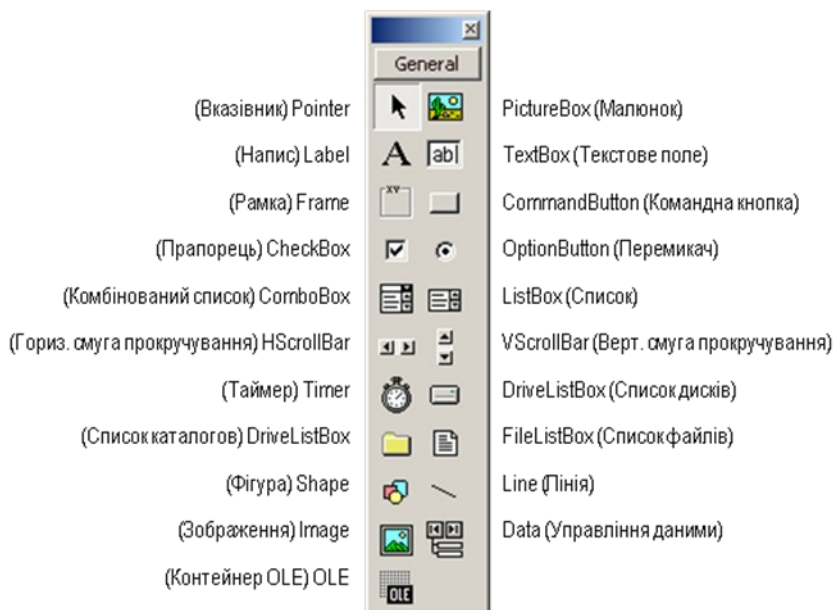 General
(Вказівник) Pointer
PictureBox (Малюнок)
(Напис) Label
A
ab
TextBox (Текстове поле)
(Рамка) Frame
XY
CommandButton (Командна кнопка)
(Прапорець) CheckBox
OptionButton (Перемикач)
(Комбінований список) ComboBox
ListBox (Список)
(Гориз. смуга прокручування) HScrollBar
VScrollBar (Верт. смуга прокручування)
(Таймер) Timer
DriveListBox (Список дисків)
(Список каталогов) DriveListBox
FileListBox (Список файлів)
(Фігура) Shape
Line (Лінія)
(Зображення) Image
Data (Управління даними)
(Контейнер OLE) OLE
OLE